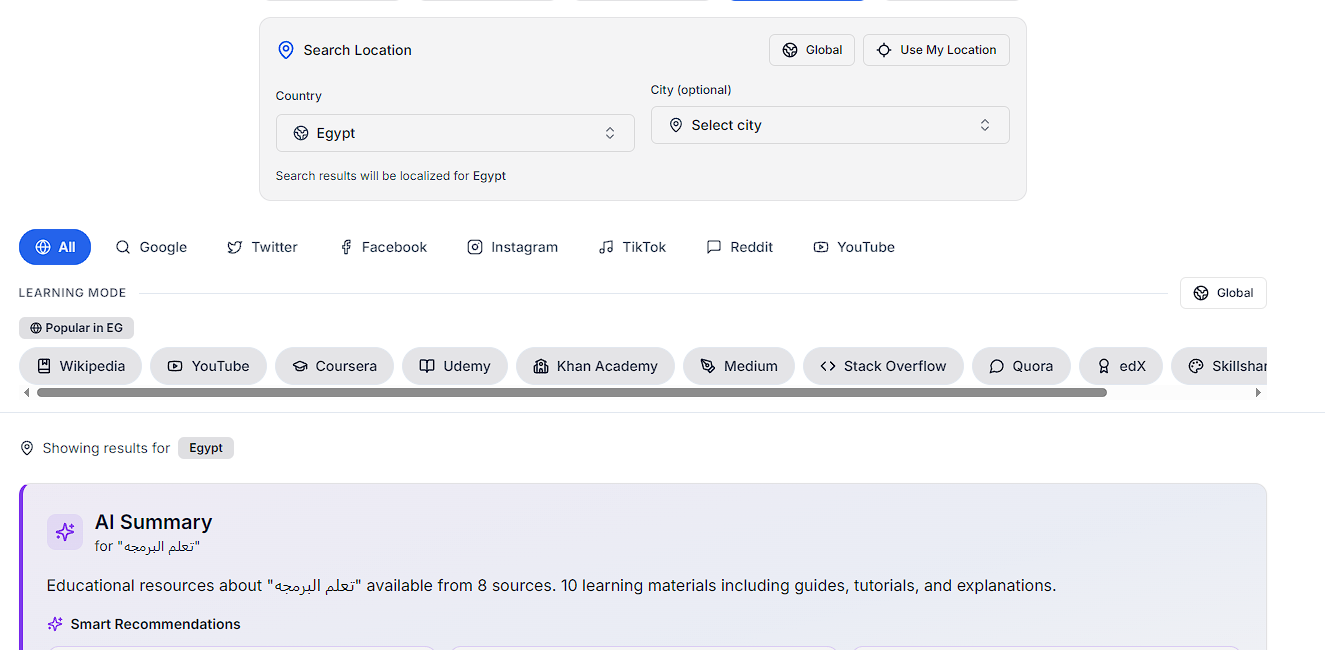 Search Location
Global
Use My Location
Country
City (optional)
Egypt
Select city
Search results will be localized for Egypt
All
Google
Twitter
Facebook
Instagram
TikTok
Reddit
YouTube
LEARNING MODE
Global
Popular in EG
Wikipedia
YouTube
Coursera
Udemy
Khan Academy
Medium
Stack Overflow
Quora
edX
Skillshar
Showing results for Egypt
AI Summary
for "تعلم البرمجه"
Educational resources about "تعلم البرمجه" available from 8 sources. 10 learning materials including guides, tutorials, and explanations.
Smart Recommendations